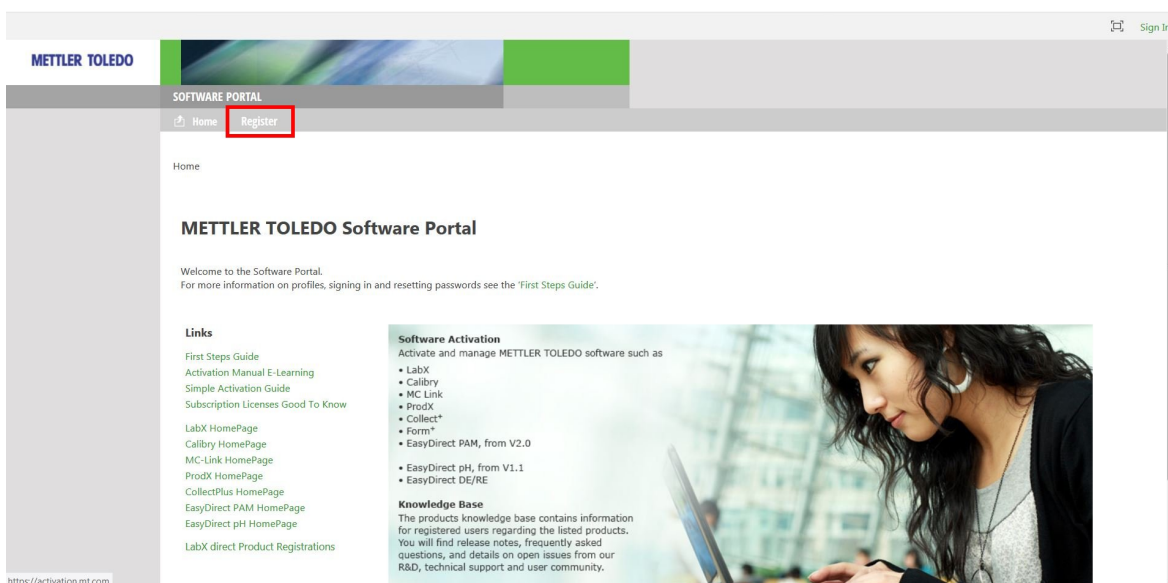 Sign In
METTLER TOLEDO
SOFTWARE PORTAL
Home Register
Home
METTLER TOLEDO Software Portal
Welcome to the Software Portal.
For more information on profiles, signing in and resetting passwords see the 'First Steps Guide'.
Links
First Steps Guide
Activation Manual E-Learning
Simple Activation Guide
Subscription Licenses Good To Know
LabX HomePage
Calibry HomePage
MC-Link HomePage
ProdX HomePage
CollectPlus HomePage
EasyDirect PAM HomePage
EasyDirect pH HomePage
LabX direct Product Registrations
Software Activation
Activate and manage METTLER TOLEDO software such as
• LabX
• Calibry
• MC Link
• ProdX
• Collect⁺
• Form⁺
• EasyDirect PAM, from V2.0
• EasyDirect pH, from V1.1
• EasyDirect DE/RE
Knowledge Base
The products knowledge base contains information
for registered users regarding the listed products.
You will find release notes, frequently asked
questions, and details on open issues from our
R&D, technical support and user community.
https://activation.mt.com